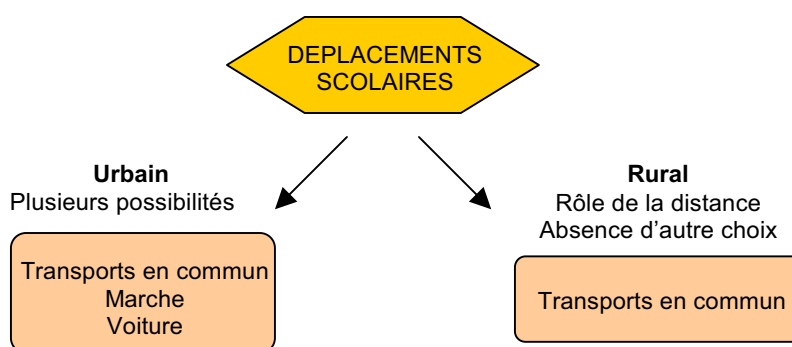 DEPLACEMENTS
SCOLAIRES
Urbain
Plusieurs possibilités
Transports en commun
Marche
Voiture
Rural
Rôle de la distance
Absence d'autre choix
Transports en commun